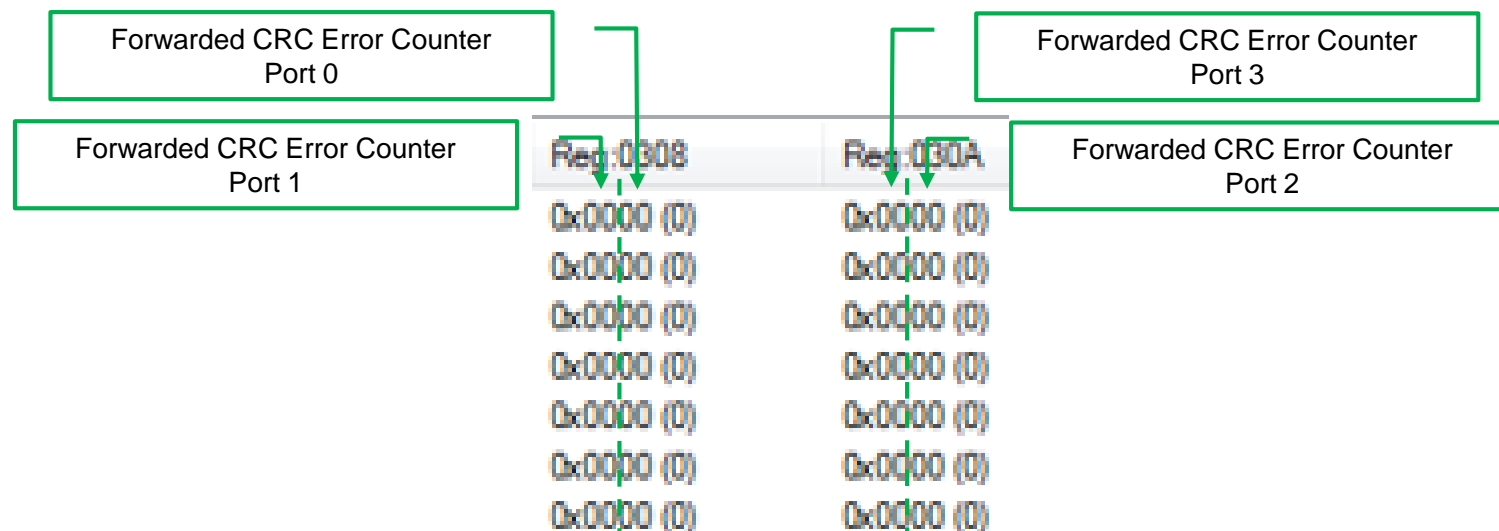 Forwarded CRC Error Counter
Port 0
Forwarded CRC Error Counter
Port 3
Forwarded CRC Error Counter
Port 1
Reg:0308
Reg:030A
Forwarded CRC Error Counter
Port 2
0x0000 (0)
0x0000 (0)
0x0000 (0)
0x0000 (0)
0x0000 (0)
0x0000 (0)
0x0000 (0)
0x0000 (0)
0x0000 (0)
0x0000 (0)
0x0000 (0)
0x0000 (0)
0x0000 (0)
0x0000 (0)